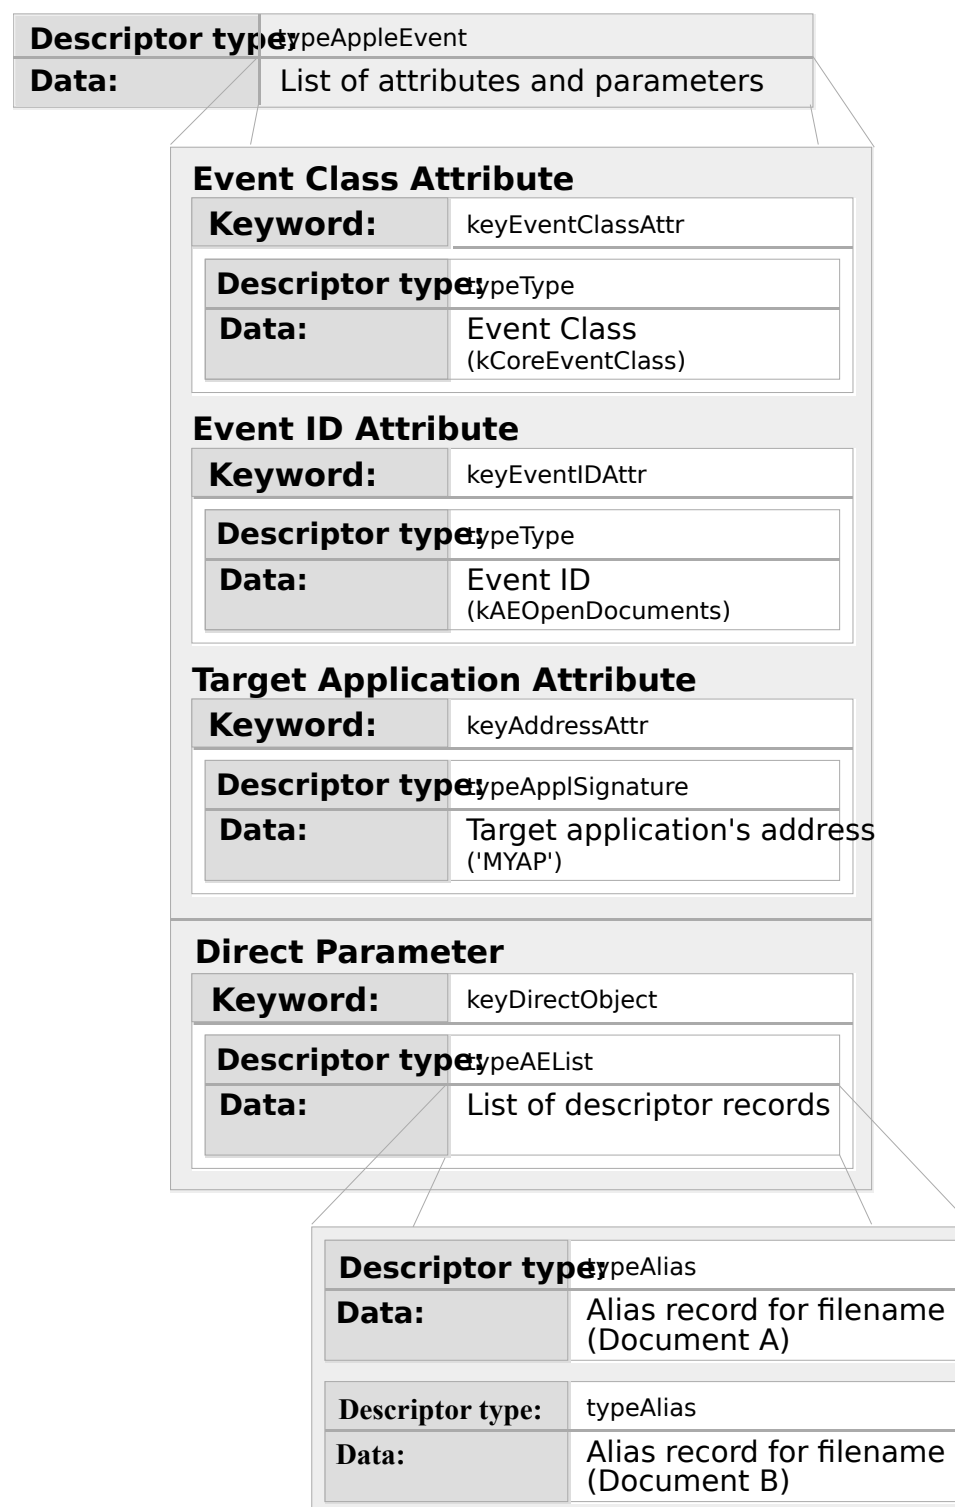 Descriptor type: typeAppleEvent
Data: List of attributes and parameters
Event Class Attribute
Keyword: keyEventClassAttr
Descriptor type: typeType
Data: Event Class
(kCoreEventClass)
Event ID Attribute
Keyword: keyEventIDAttr
Descriptor type: typeType
Data: Event ID
(kAEOpenDocuments)
Target Application Attribute
Keyword: keyAddressAttr
Descriptor type: typeApplSignature
Data: Target application's address
('MYAP')
Direct Parameter
Keyword: keyDirectObject
Descriptor type: typeAEList
Data: List of descriptor records
Descriptor type: typeAlias
Data: Alias record for filename
(Document A)
Descriptor type: typeAlias
Data: Alias record for filename
(Document B)